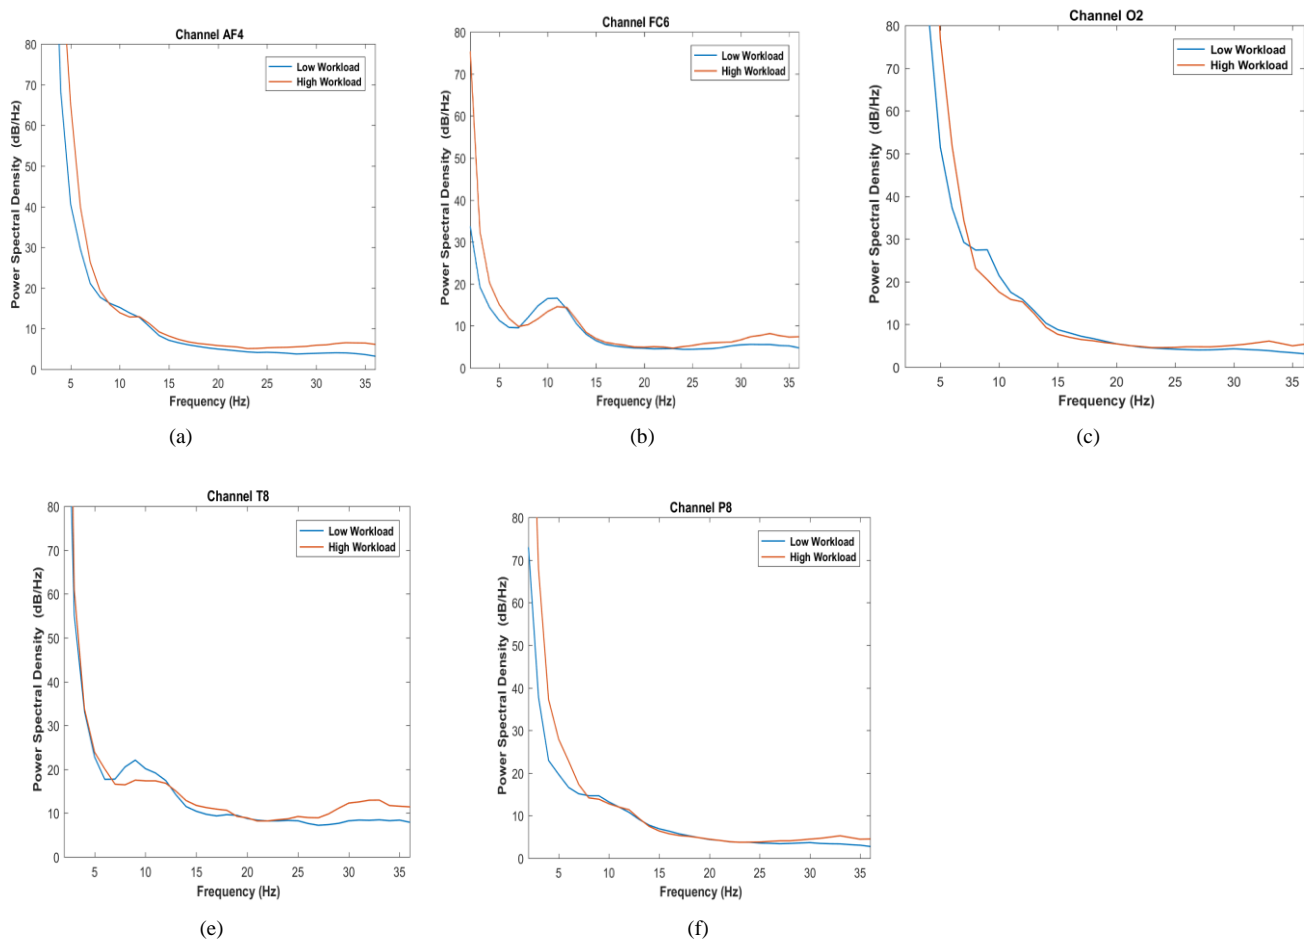 Channel AF4
Low Workload
High Workload
Power Spectral Density (dB/Hz)
80
70
60
50
40
30
20
10
0
5 10 15 20 25 30 35
Frequency (Hz)
(a)
Channel FC6
Low Workload
High Workload
Power Spectral Density (dB/Hz)
80
70
60
50
40
30
20
10
0
5 10 15 20 25 30 35
Frequency (Hz)
(b)
Channel O2
Low Workload
High Workload
Power Spectral Density (dB/Hz)
80
70
60
50
40
30
20
10
0
5 10 15 20 25 30 35
Frequency (Hz)
(c)
Channel T8
Low Workload
High Workload
Power Spectral Density (dB/Hz)
80
70
60
50
40
30
20
10
0
5 10 15 20 25 30 35
Frequency (Hz)
(e)
Channel P8
Low Workload
High Workload
Power Spectral Density (dB/Hz)
80
70
60
50
40
30
20
10
0
5 10 15 20 25 30 35
Frequency (Hz)
(f)